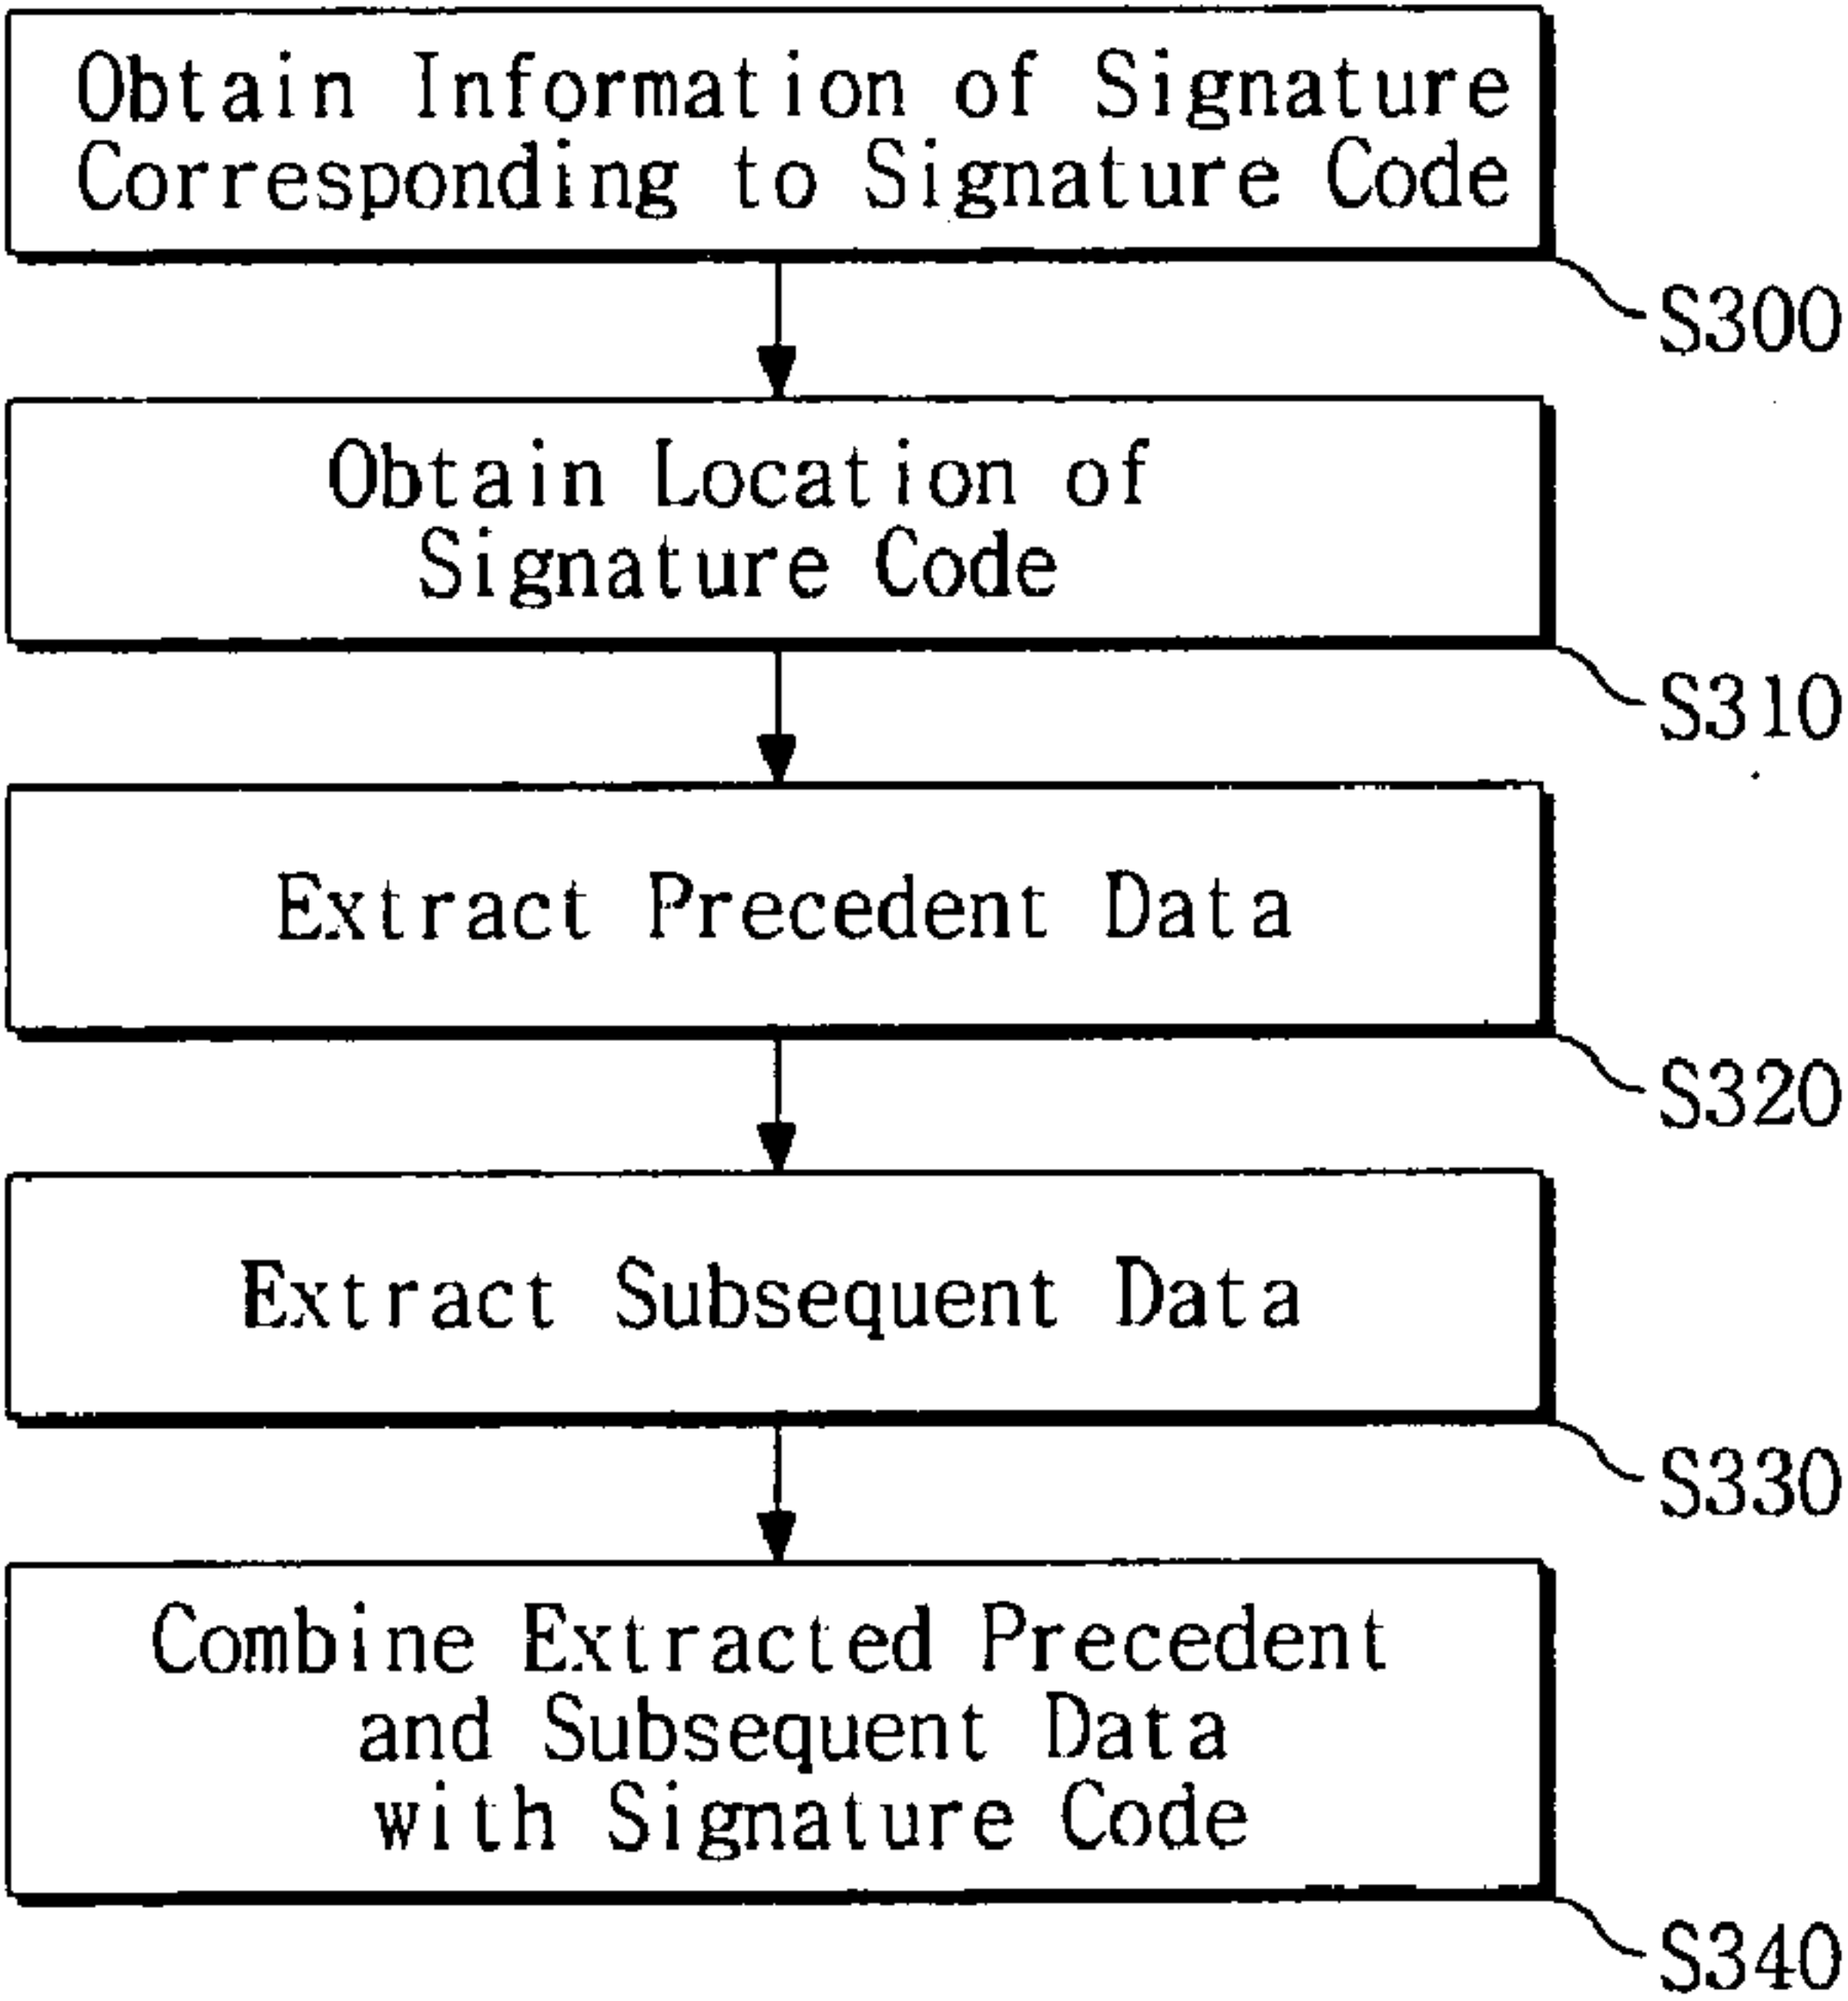 Obtain Information of Signature
Corresponding to Signature Code
S300
Obtain Location of
Signature Code
S310
Extract Precedent Data
S320
Extract Subsequent Data
S330
Combine Extracted Precedent
and Subsequent Data
with Signature Code
S340